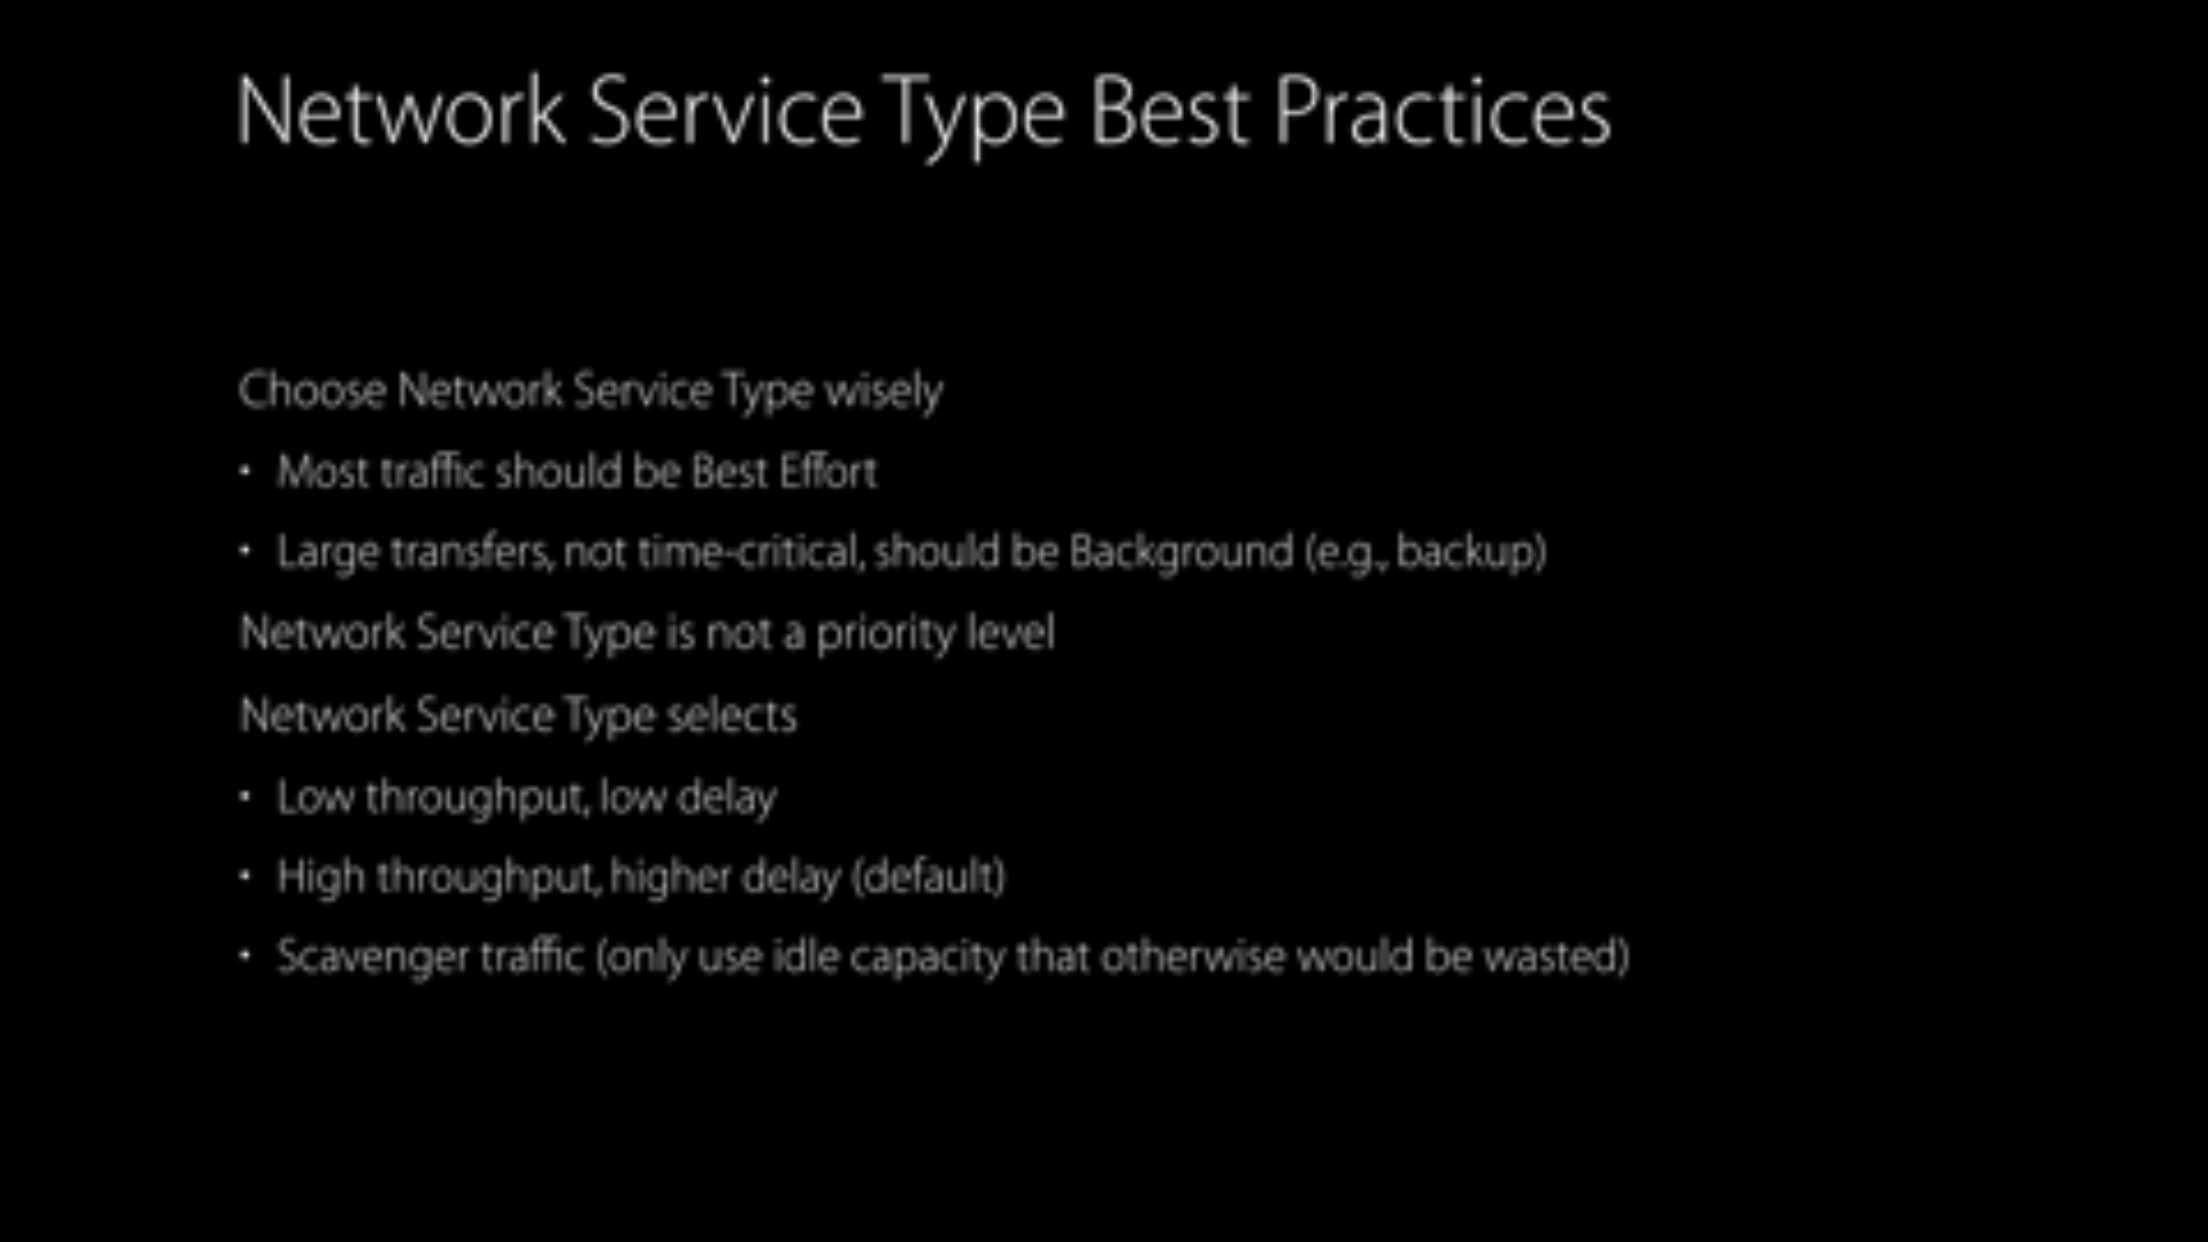 Network Service Type Best Practices
Choose Network Service Type wisely
• Most traffic should be Best Effort
• Large transfers, not time-critical, should be Background (e.g., backup)
Network Service Type is not a priority level
Network Service Type selects
• Low throughput, low delay
• High throughput, higher delay (default)
• Scavenger traffic (only use idle capacity that otherwise would be wasted)